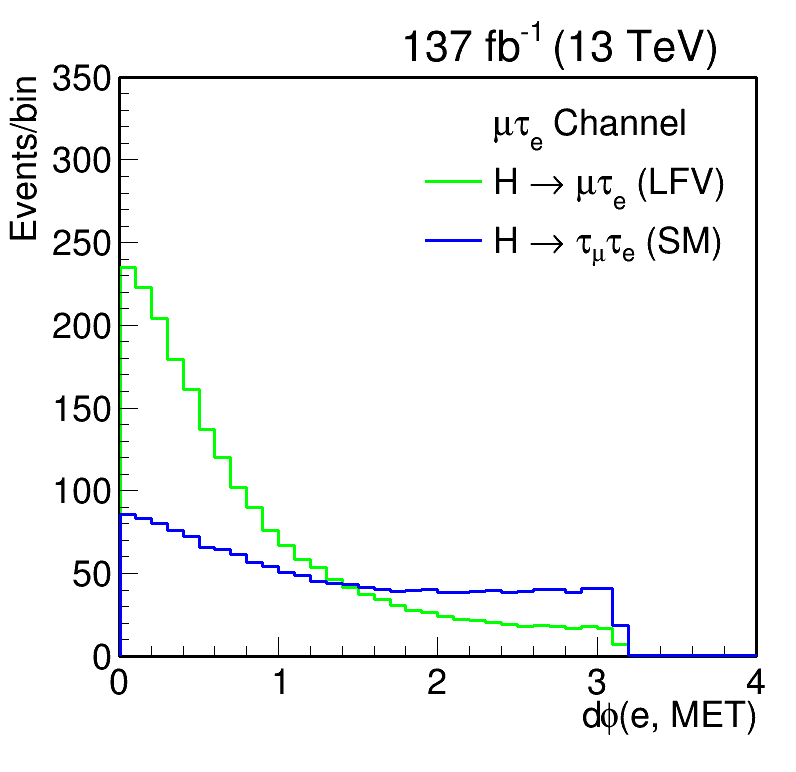 137 fb⁻¹ (13 TeV)
Events/bin
350
300
250
200
150
100
50
0
μτₑ Channel
H → μτₑ (LFV)
H → τ_μτₑ (SM)
0 1 2 3 4
dϕ(e, MET)